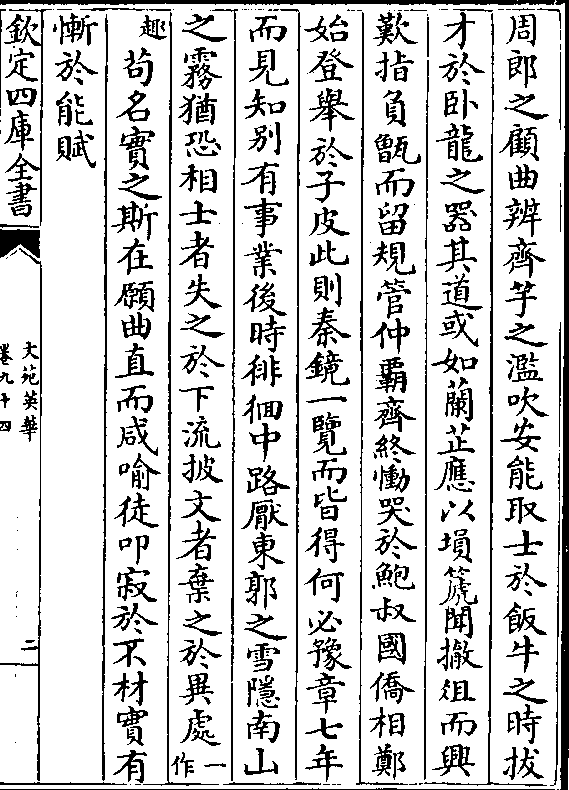 周郎之顧曲辨齊竽之濫吹安能取士於飯牛之時拔
才於卧龍之器其道或如蘭芷應以塤篪聞撤俎而興
歎指負甑而留規管仲霸齊終慟哭於鮑叔國僑相鄭
始登舉於子皮此則秦鏡一覽而皆得何必豫章七年
而見知别有事業後時徘徊中路厭東郭之雪隱南山
之霧猶恐相士者失之於下流披文者棄之於異處一作
趣苟名實之斯在願曲直而咸喻徒叩寂於不材實有
慚於能賦
欽定四庫全書
文苑英華
卷九十四
二